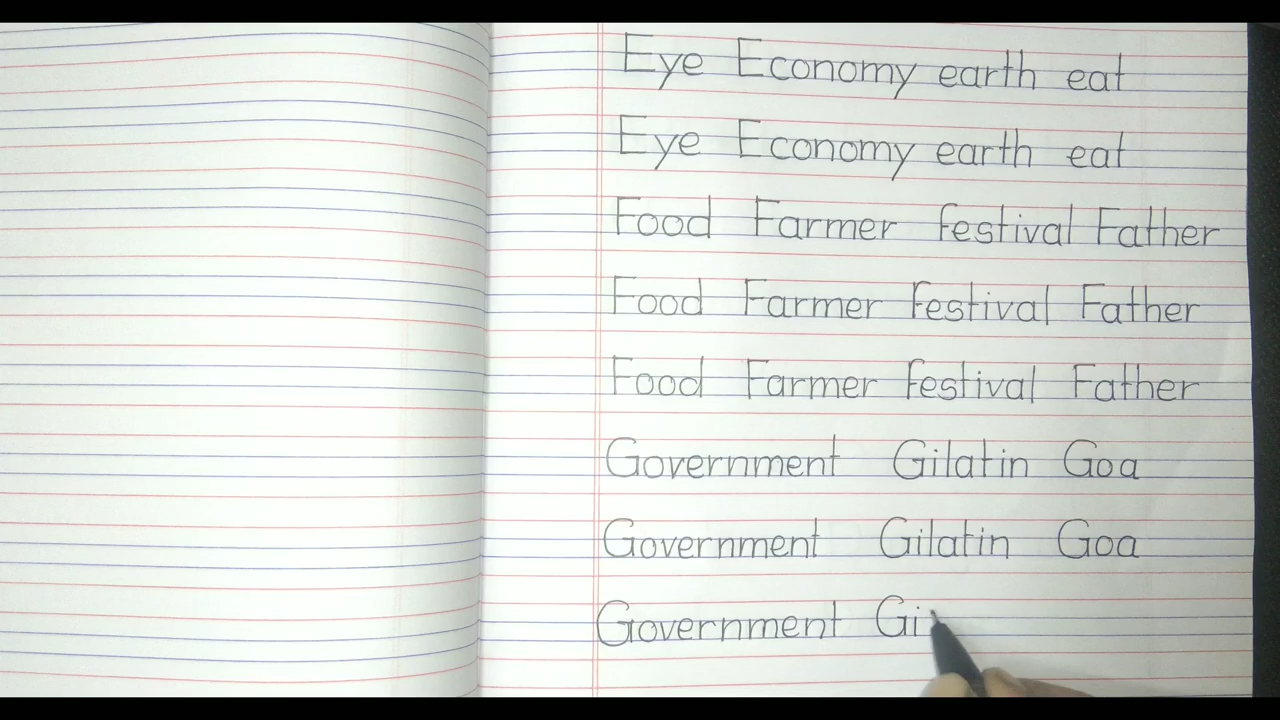 Eye Economy earth eat
Eye Economy earth eat
Food Farmer festival Father
Food Farmer festival Father
Food Farmer festival Father
Government Gilatin Goa
Government Gilatin Goa
Government Gi